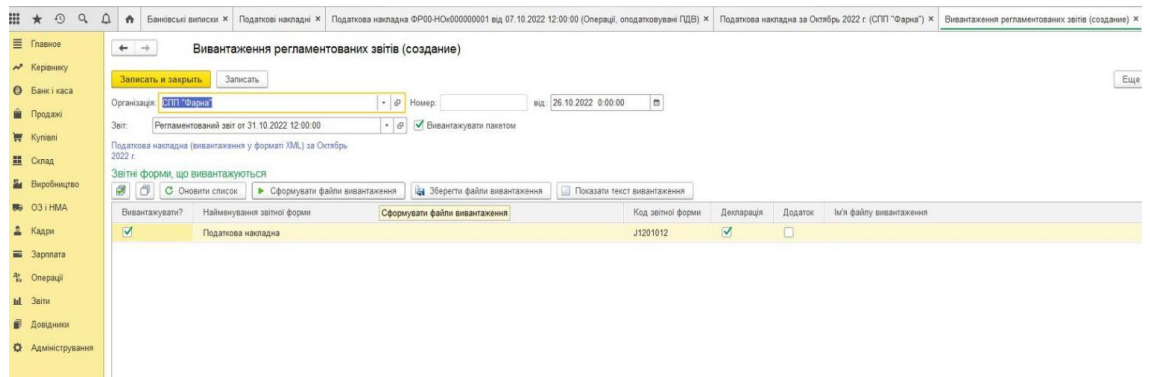 Банківські виписки × Податкові накладні × Податкова накладна ФР00-НОк000000001 від 07.10.2022 12:00:00 (Операції, оподатковувані ПДВ) × Податкова накладна за Октябрь 2022 г. (СПП "Фарна") × Вивантаження регламентованих звітів (создание) ×
Главное
Керівнику
Банк і каса
Продажі
Купівлі
Склад
Виробництво
ОЗ і НМА
Кадри
Зарплата
Операції
Звіти
Довідники
Адміністрування
Вивантаження регламентованих звітів (создание)
Записать и закрыть Записать Еще
Організація: СПП "Фарна" Номер: від: 26.10.2022 0:00:00
Звіт: Регламентований звіт от 31.10.2022 12:00:00 Вивантажувати пакетом
Податкова накладна (вивантаження у форматі XML) за Октябрь
2022 г.
Звітні форми, що вивантажуються
Оновити список Сформувати файли вивантаження Зберегти файли вивантаження Показати текст вивантаження
Вивантажувати? Найменування звітної форми Сформувати файли вивантаження Код звітної форми Декларація Додаток Ім'я файлу вивантаження
Податкова накладна J1201012